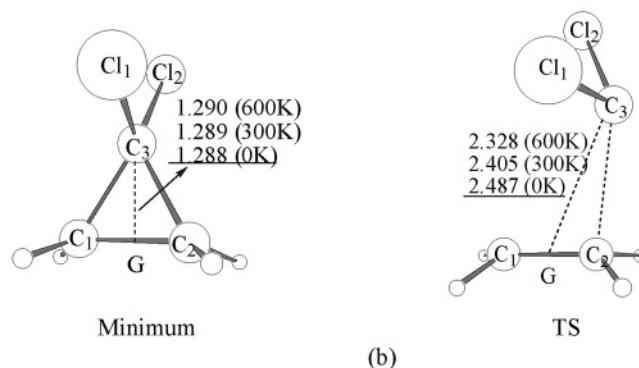 Cl1
Cl2
1.290 (600K)
1.289 (300K)
1.288 (0K)
C3
C1
C2
G
Minimum
Cl2
Cl1
C3
2.328 (600K)
2.405 (300K)
2.487 (0K)
C1
C2
G
TS
(b)